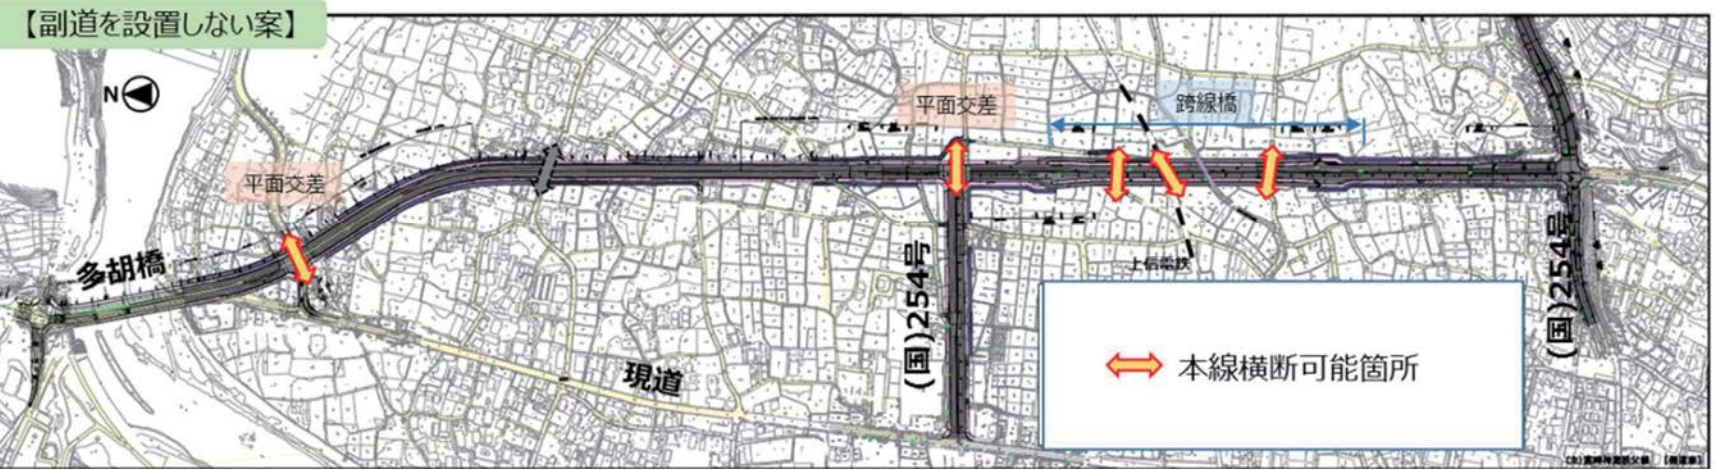 【副道を設置しない案】
N
平面交差
跨線橋
平面交差
多胡橋
上信電鉄
(国)254号
(国)254号
現道
本線横断可能箇所